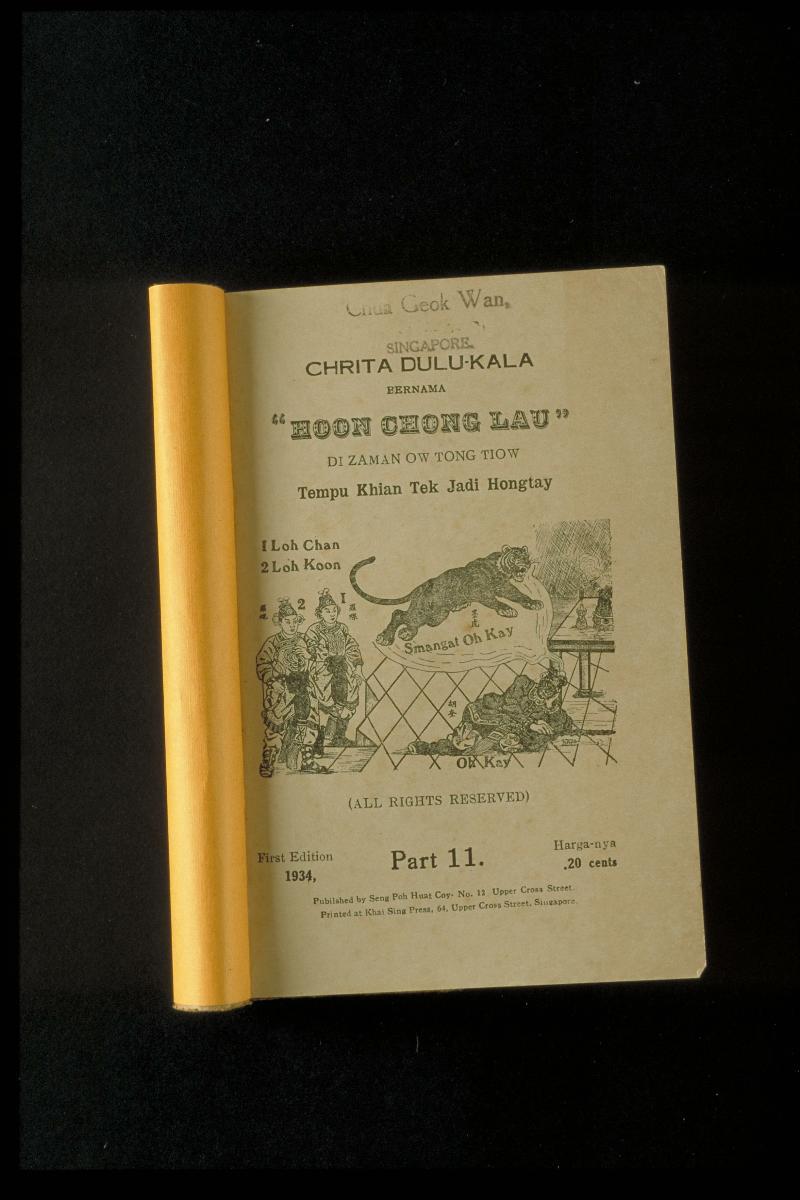 Chua Geok Wan,
SINGAPORE.
CHRITA DULU-KALA
BERNAMA
“HOON CHONG LAU”
DI ZAMAN OW TONG TIOW
Tempu Khian Tek Jadi Hongtay
1 Loh Chan
2 Loh Koon
2 1
Smangat Oh Kay
Oh Kay
(ALL RIGHTS RESERVED)
First Edition
1934,
Part 11.
Harga-nya
.20 cents
Published by Seng Poh Huat Coy. No. 12 Upper Cross Street.
Printed at Khai Sing Press, 64, Upper Cross Street, Singapore.